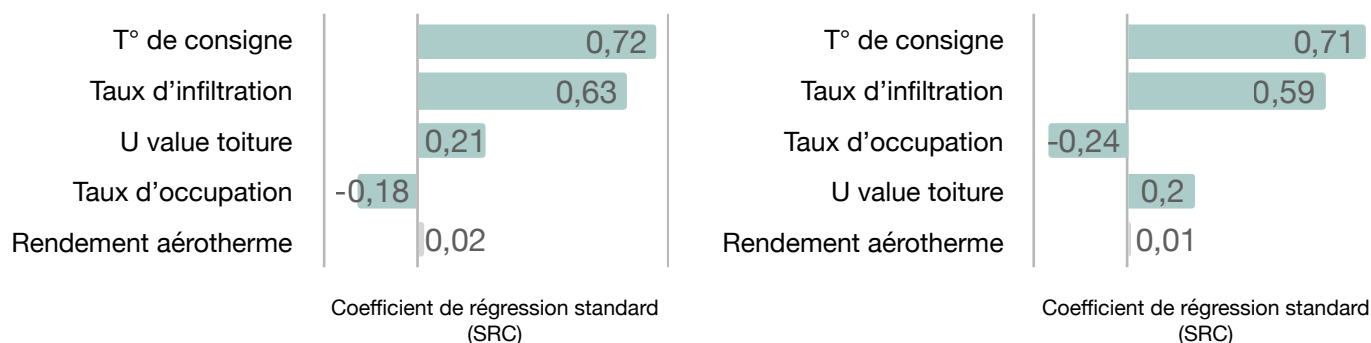 T° de consigne
0,72
Taux d’infiltration
0,63
U value toiture
0,21
Taux d’occupation
-0,18
Rendement aérotherme
0,02
Coefficient de régression standard
(SRC)
T° de consigne
0,71
Taux d’infiltration
0,59
Taux d’occupation
-0,24
U value toiture
0,2
Rendement aérotherme
0,01
Coefficient de régression standard
(SRC)